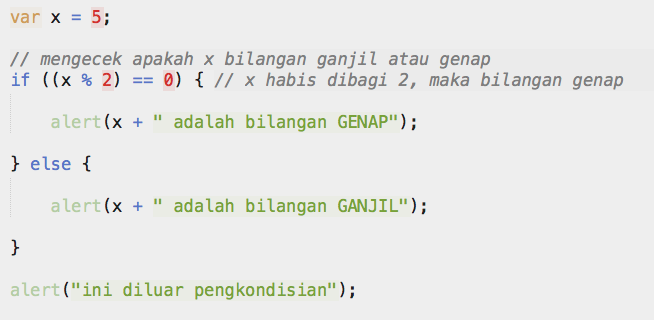 var x = 5;
// mengecek apakah x bilangan ganjil atau genap
if ((x % 2) == 0) { // x habis dibagi 2, maka bilangan genap
alert(x + " adalah bilangan GENAP");
} else {
alert(x + " adalah bilangan GANJIL");
}
alert("ini diluar pengkondisian");